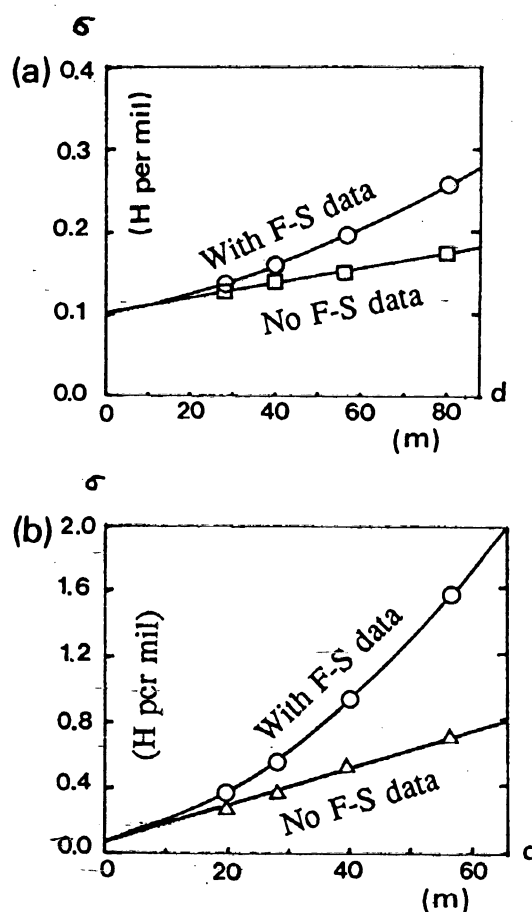 σ
(a)
0.4
0.3
0.2
0.1
0.0
(H per mil)
With F-S data
No F-S data
0 20 40 60 80 d
(m)
σ
(b)
2.0
1.6
1.2
0.8
0.4
0.0
(H per mil)
With F-S data
No F-S data
0 20 40 60 d
(m)